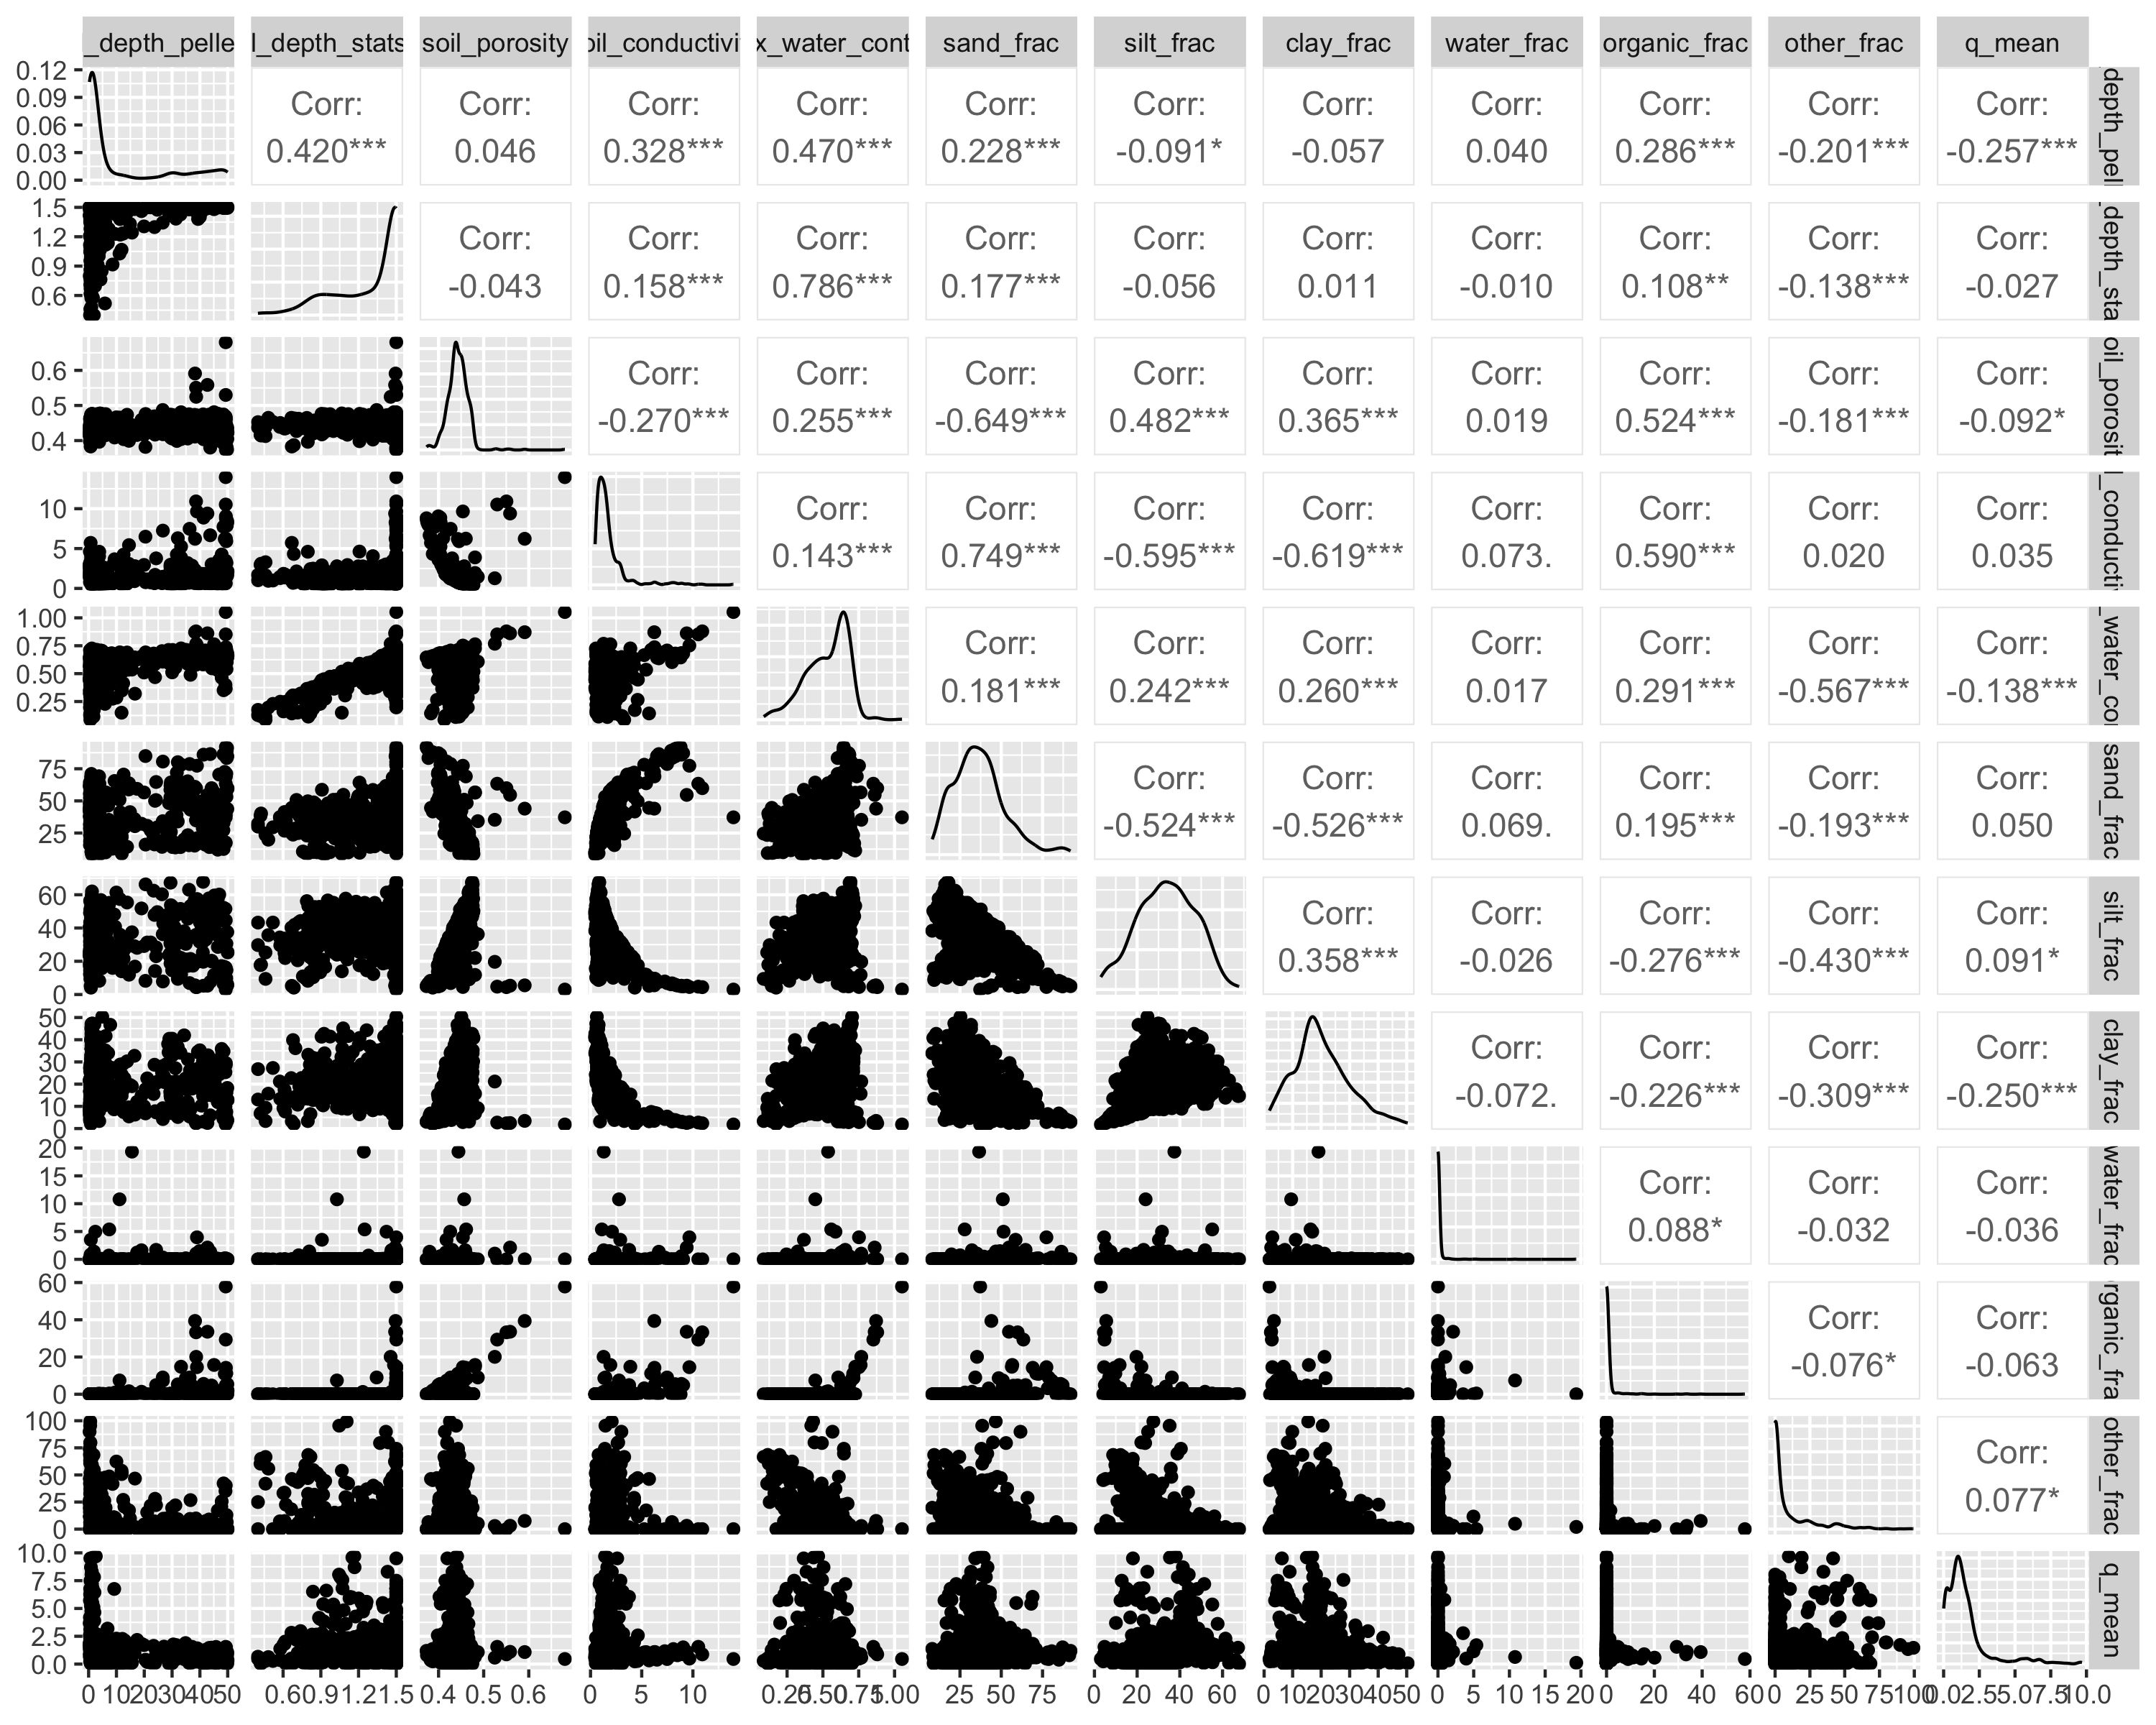 _depth_pelle l_depth_stats soil_porosity oil_conductivi x_water_cont sand_frac silt_frac clay_frac water_frac organic_frac other_frac q_mean
0.12
0.09
0.06
0.03
0.00
Corr: Corr: Corr: Corr: Corr: Corr: Corr: Corr: Corr: Corr: Corr:
0.420*** 0.046 0.328*** 0.470*** 0.228*** -0.091* -0.057 0.040 0.286*** -0.201*** -0.257***
depth_pell
1.5
1.2
0.9
0.6
Corr: Corr: Corr: Corr: Corr: Corr: Corr: Corr: Corr: Corr:
-0.043 0.158*** 0.786*** 0.177*** -0.056 0.011 -0.010 0.108** -0.138*** -0.027
_depth_sta
0.6
0.5
0.4
Corr: Corr: Corr: Corr: Corr: Corr: Corr: Corr: Corr:
-0.270*** 0.255*** -0.649*** 0.482*** 0.365*** 0.019 0.524*** -0.181*** -0.092*
oil_porosit
10
5
0
Corr: Corr: Corr: Corr: Corr: Corr: Corr: Corr:
0.143*** 0.749*** -0.595*** -0.619*** 0.073. 0.590*** 0.020 0.035
l_conductiv
1.00
0.75
0.50
0.25
Corr: Corr: Corr: Corr: Corr: Corr: Corr:
0.181*** 0.242*** 0.260*** 0.017 0.291*** -0.567*** -0.138***
_water_co
75
50
25
Corr: Corr: Corr: Corr: Corr: Corr:
-0.524*** -0.526*** 0.069. 0.195*** -0.193*** 0.050
sand_frac
60
40
20
0
Corr: Corr: Corr: Corr: Corr:
0.358*** -0.026 -0.276*** -0.430*** 0.091*
silt_frac
50
40
30
20
10
0
Corr: Corr: Corr: Corr:
-0.072. -0.226*** -0.309*** -0.250***
clay_frac
20
15
10
5
0
Corr: Corr: Corr:
0.088* -0.032 -0.036
water_frac
60
40
20
0
Corr: Corr:
-0.076* -0.063
rganic_fra
100
75
50
25
0
Corr:
0.077*
other_frac
10.0
7.5
5.0
2.5
0.0
q_mean
0 10 20 30 40 50 0.6 0.9 1.2 1.5 0.4 0.5 0.6 0 5 10 0.25 0.50 0.75 1.00 25 50 75 0 20 40 60 0 10 20 30 40 50 0 5 10 15 20 0 20 40 60 0 25 50 75 100 0.0 2.5 5.0 7.5 10.0